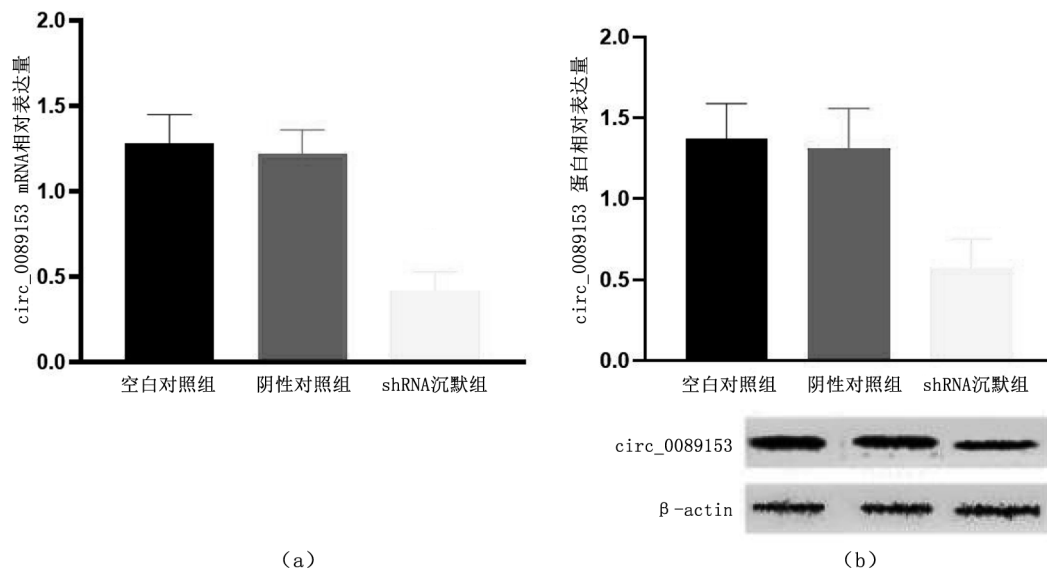 circ_0089153 mRNA相对表达量
2.0
1.5
1.0
0.5
0.0
空白对照组 阴性对照组 shRNA沉默组
(a)
circ_0089153 蛋白相对表达量
2.0
1.5
1.0
0.5
0.0
空白对照组 阴性对照组 shRNA沉默组
circ_0089153
β-actin
(b)